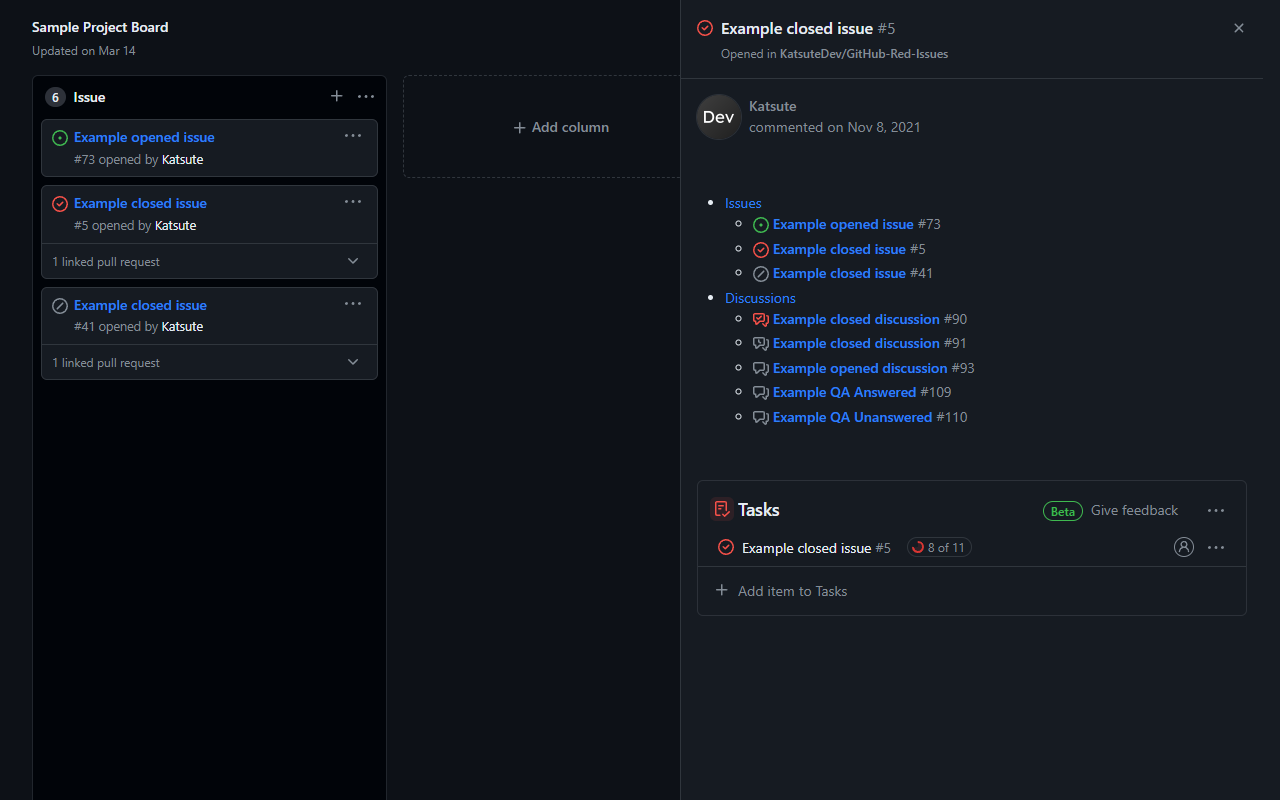 Sample Project Board
Updated on Mar 14
6 Issue
Example opened issue
#73 opened by Katsute
Example closed issue
#5 opened by Katsute
1 linked pull request
Example closed issue
#41 opened by Katsute
1 linked pull request
Add column
Example closed issue #5
Opened in KatsuteDev/GitHub-Red-Issues
Dev
Katsute
commented on Nov 8, 2021
Issues
Example opened issue #73
Example closed issue #5
Example closed issue #41
Discussions
Example closed discussion #90
Example closed discussion #91
Example opened discussion #93
Example QA Answered #109
Example QA Unanswered #110
Tasks Beta Give feedback
Example closed issue #5 8 of 11
Add item to Tasks